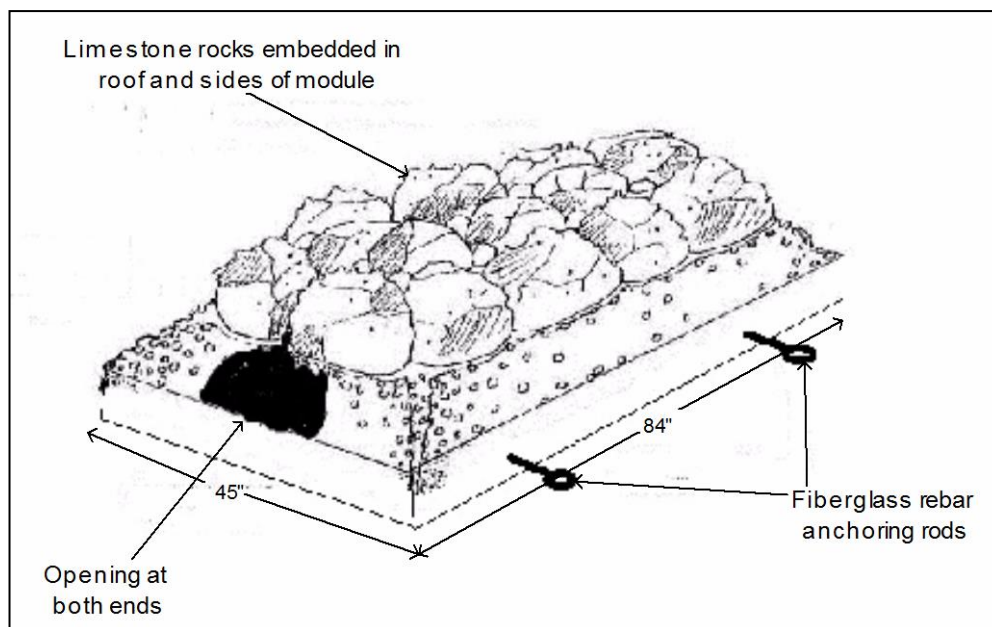 Limestone rocks embedded in
roof and sides of module
84"
45"
Fiberglass rebar
anchoring rods
Opening at
both ends